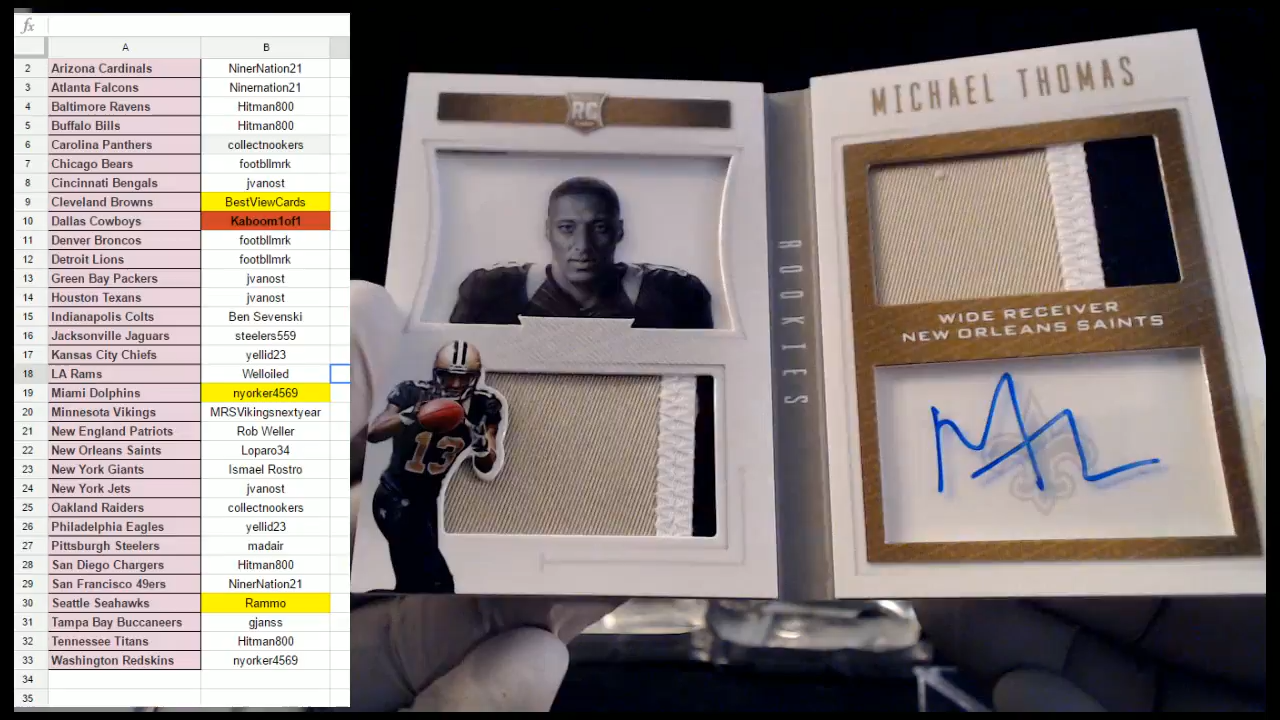 fx
A B
2 Arizona Cardinals NinerNation21
3 Atlanta Falcons Ninernation21
4 Baltimore Ravens Hitman800
5 Buffalo Bills Hitman800
6 Carolina Panthers collectnookers
7 Chicago Bears footbllmrk
8 Cincinnati Bengals jvanost
9 Cleveland Browns BestViewCards
10 Dallas Cowboys Kaboom1of1
11 Denver Broncos footbllmrk
12 Detroit Lions footbllmrk
13 Green Bay Packers jvanost
14 Houston Texans jvanost
15 Indianapolis Colts Ben Sevenski
16 Jacksonville Jaguars steelers559
17 Kansas City Chiefs yellid23
18 LA Rams Welloiled
19 Miami Dolphins nyorker4569
20 Minnesota Vikings MRSVikingsnextyear
21 New England Patriots Rob Weller
22 New Orleans Saints Loparo34
23 New York Giants Ismael Rostro
24 New York Jets jvanost
25 Oakland Raiders collectnookers
26 Philadelphia Eagles yellid23
27 Pittsburgh Steelers madair
28 San Diego Chargers Hitman800
29 San Francisco 49ers NinerNation21
30 Seattle Seahawks Rammo
31 Tampa Bay Buccaneers gjanss
32 Tennessee Titans Hitman800
33 Washington Redskins nyorker4569
34
35
RC
13
ROOKIES
MICHAEL THOMAS
WIDE RECEIVER
NEW ORLEANS SAINTS